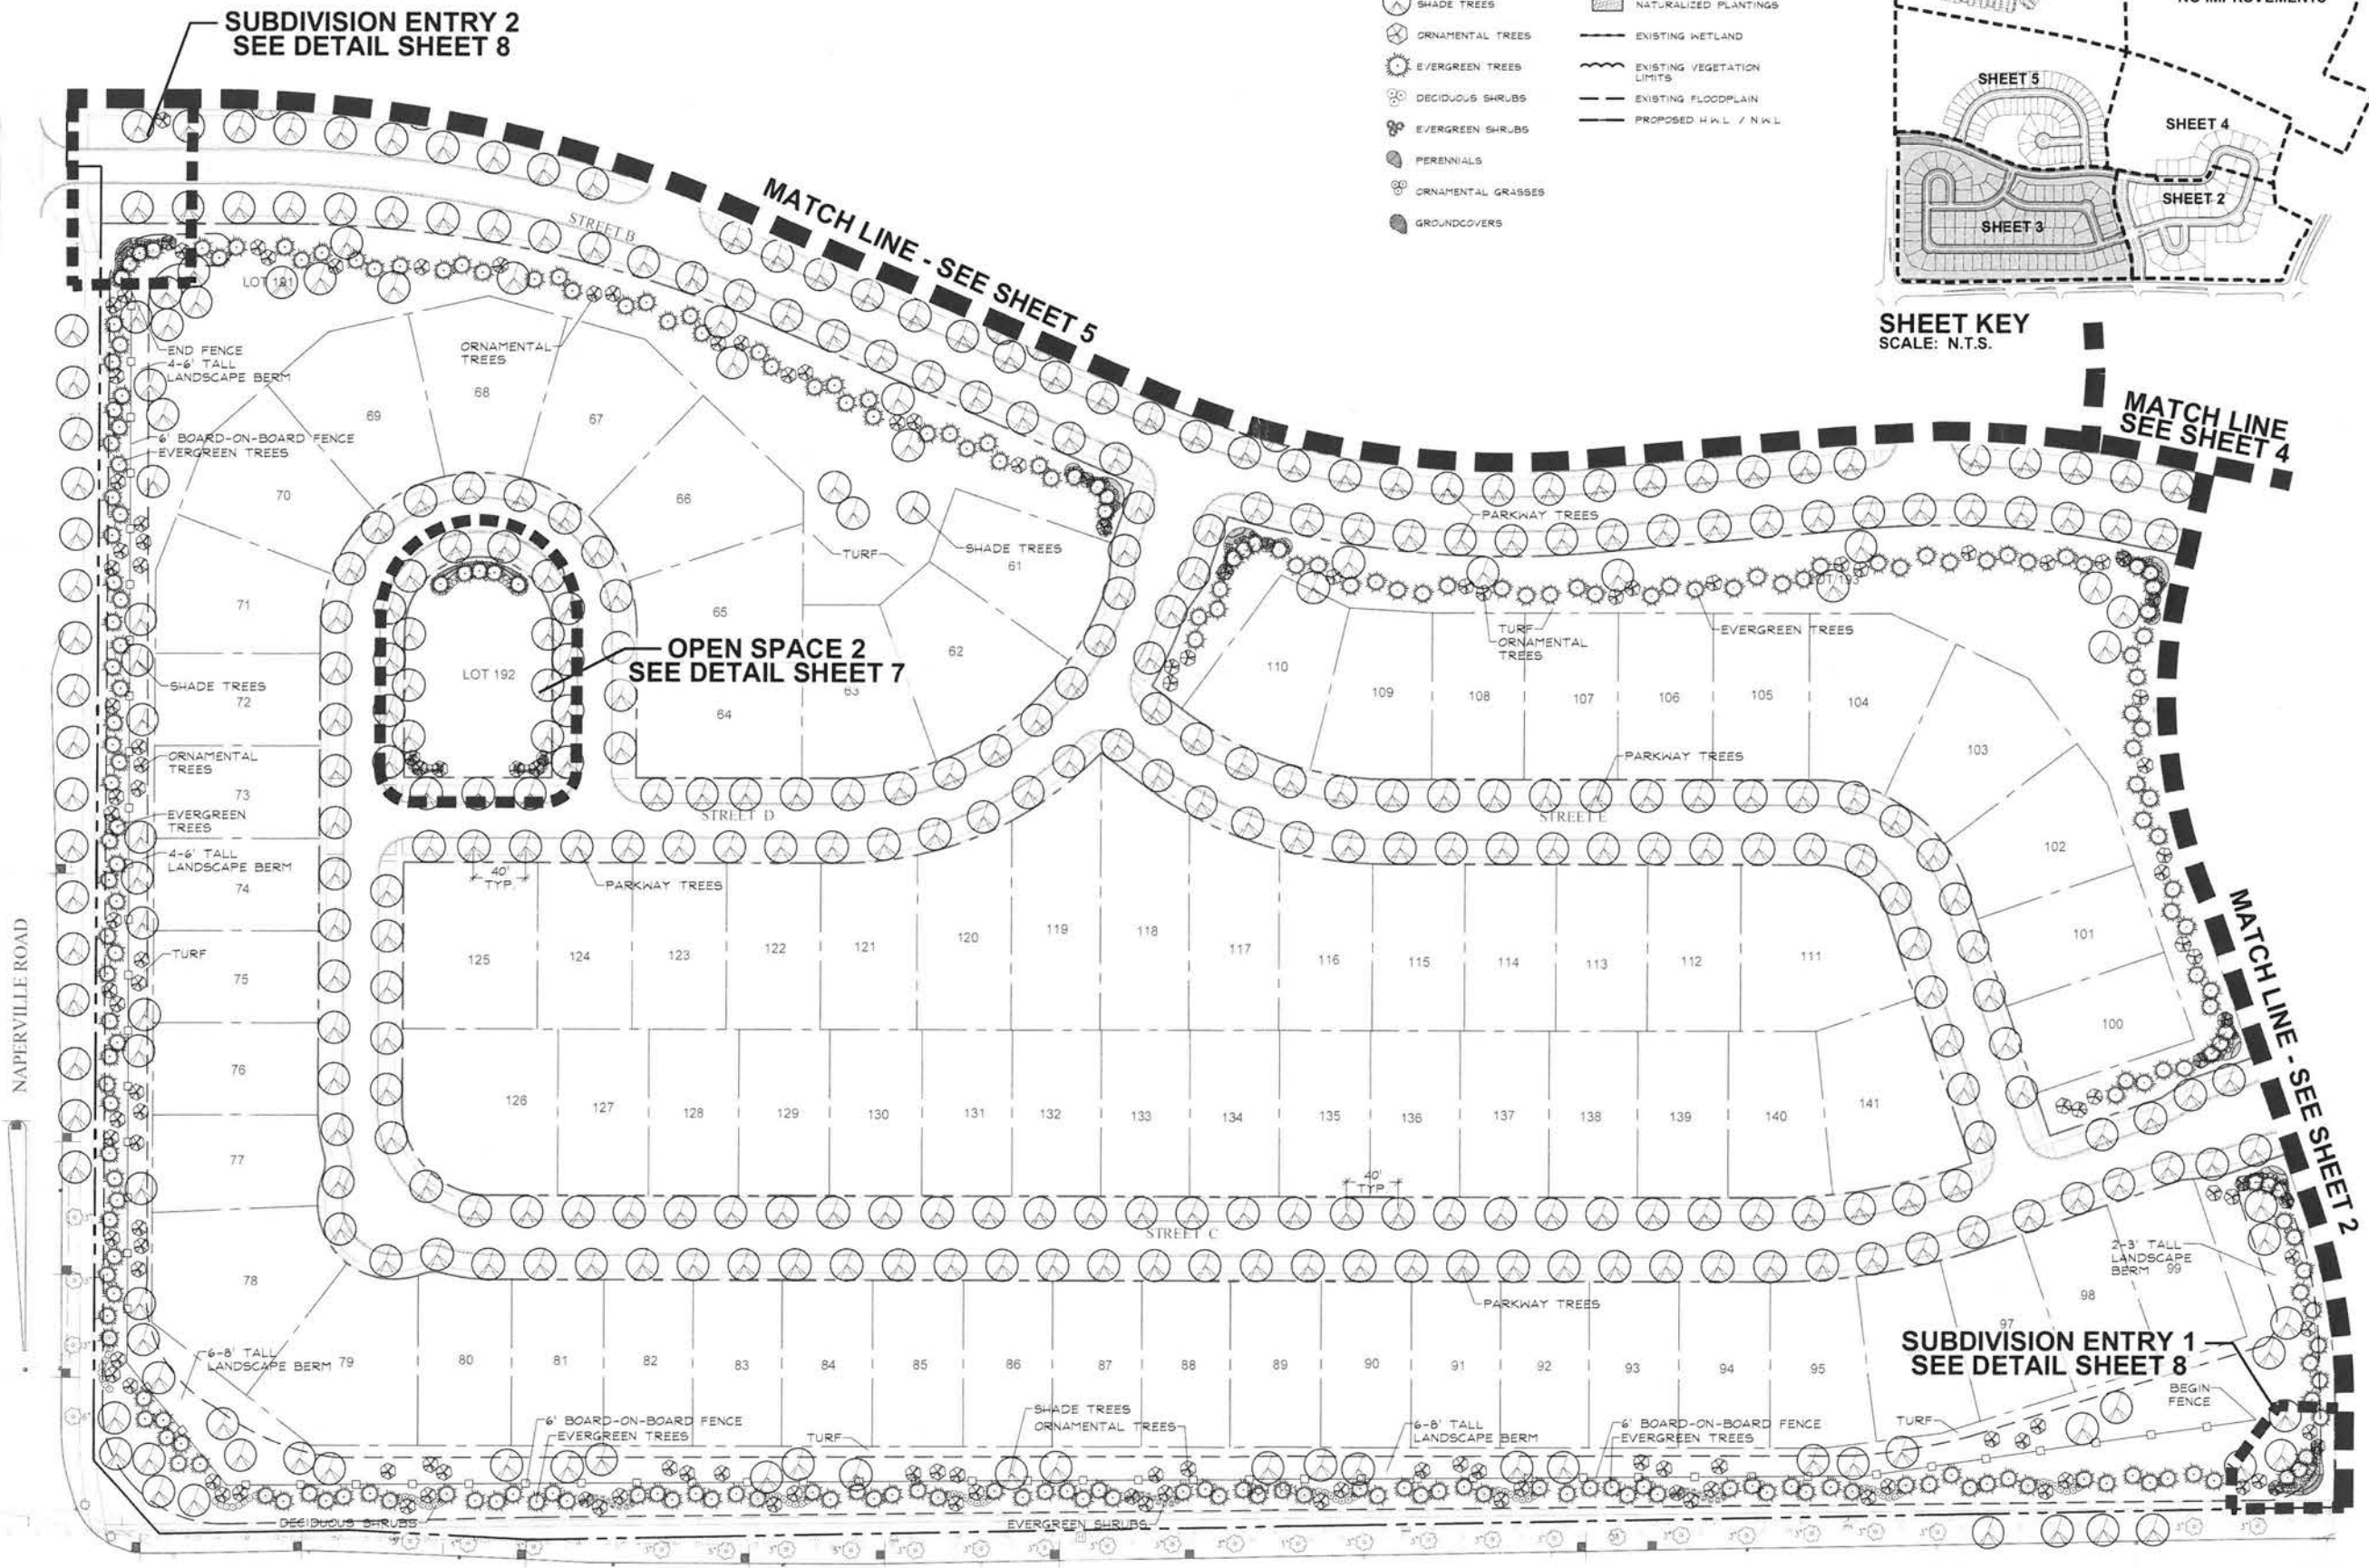 SUBDIVISION ENTRY 2
SEE DETAIL SHEET 8
SHADE TREES
ORNAMENTAL TREES
EVERGREEN TREES
DECIDUOUS SHRUBS
EVERGREEN SHRUBS
PERENNIALS
ORNAMENTAL GRASSES
GROUNDCOVERS
NATURALIZED PLANTINGS
EXISTING WETLAND
EXISTING VEGETATION
LIMITS
EXISTING FLOODPLAIN
PROPOSED H.W.L. / N.W.L.
NO IMPROVEMENTS
SHEET 5
SHEET 4
SHEET 2
SHEET 3
SHEET KEY
SCALE: N.T.S.
MATCH LINE - SEE SHEET 5
MATCH LINE
SEE SHEET 4
STREET B
LOT 191
END FENCE
4-6' TALL
LANDSCAPE BERM
ORNAMENTAL
TREES
68
69
67
6' BOARD-ON-BOARD FENCE
EVERGREEN TREES
70
66
TURF
SHADE TREES
61
PARKWAY TREES
LOT 193
71
65
62
TURF
ORNAMENTAL
TREES
EVERGREEN TREES
OPEN SPACE 2
SEE DETAIL SHEET 7
LOT 192
63
64
110
109
108
107
106
105
104
103
SHADE TREES
72
ORNAMENTAL
TREES
73
EVERGREEN
TREES
4-6' TALL
LANDSCAPE BERM
74
PARKWAY TREES
STREET D
STREET E
102
40'
TYP.
PARKWAY TREES
MATCH LINE - SEE SHEET 2
NAPERVILLE ROAD
TURF
75
125
124
123
122
121
120
119
118
117
116
115
114
113
112
111
101
100
76
126
127
128
129
130
131
132
133
134
135
136
137
138
139
140
141
77
40'
TYP.
STREET C
78
PARKWAY TREES
2-3' TALL
LANDSCAPE
BERM
99
98
97
6-8' TALL
LANDSCAPE BERM
79
80
81
82
83
84
85
86
87
88
89
90
91
92
93
94
95
SUBDIVISION ENTRY 1
SEE DETAIL SHEET 8
BEGIN
FENCE
6' BOARD-ON-BOARD FENCE
EVERGREEN TREES
TURF
SHADE TREES
ORNAMENTAL TREES
6-8' TALL
LANDSCAPE BERM
6' BOARD-ON-BOARD FENCE
EVERGREEN TREES
TURF
DECIDUOUS SHRUBS
EVERGREEN SHRUBS